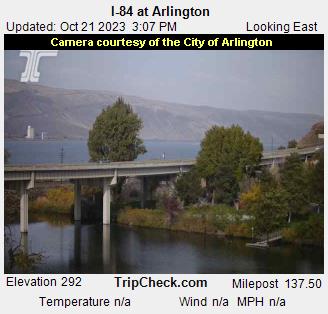 I-84 at Arlington
Updated: Oct 21 2023 3:07 PM Looking East
Camera courtesy of the City of Arlington
Elevation 292 TripCheck.com Milepost 137.50
Temperature n/a Wind n/a MPH n/a